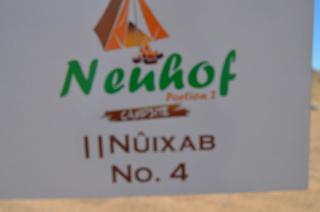 Neuhof
Portion 2
CAMPSITE
||NÛIXAB
No. 4